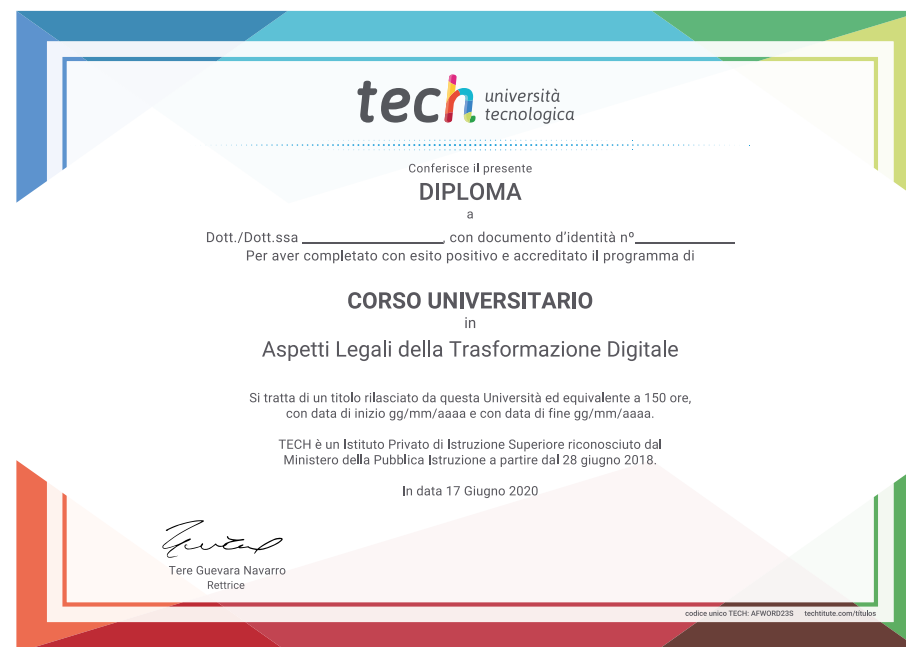 tech università
tecnologica
Conferisce il presente
DIPLOMA
a
Dott./Dott.ssa ____________________, con documento d'identità nº______________
Per aver completato con esito positivo e accreditato il programma di
CORSO UNIVERSITARIO
in
Aspetti Legali della Trasformazione Digitale
Si tratta di un titolo rilasciato da questa Università ed equivalente a 150 ore,
con data di inizio gg/mm/aaaa e con data di fine gg/mm/aaaa.
TECH è un Istituto Privato di Istruzione Superiore riconosciuto dal
Ministero della Pubblica Istruzione a partire dal 28 giugno 2018.
In data 17 Giugno 2020
Tere Guevara Navarro
Rettrice
codice unico TECH: AFWORD23S techtitute.com/titulos